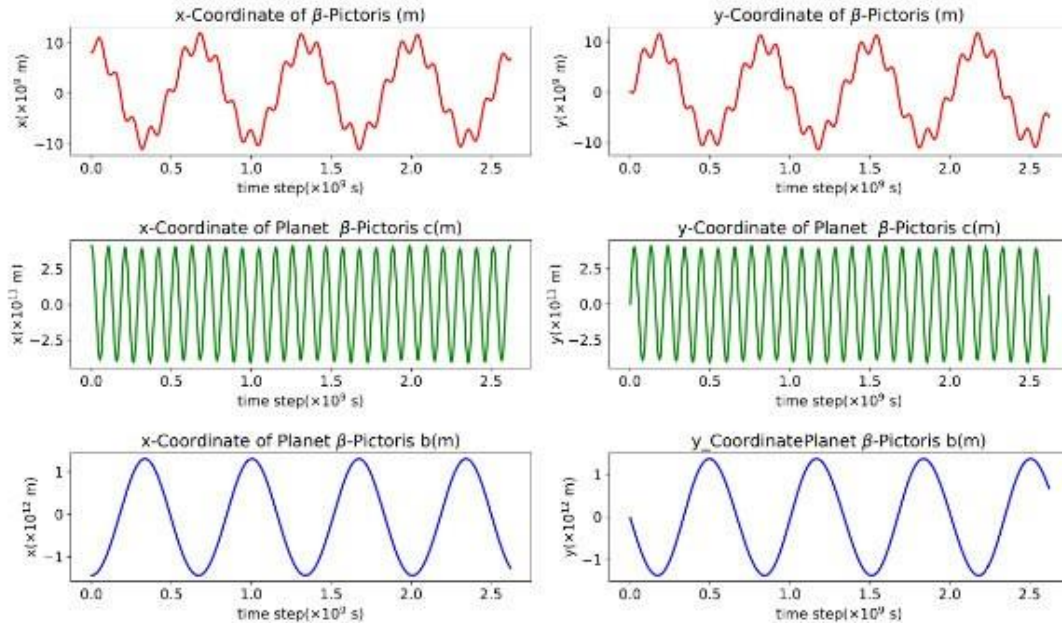 x-Coordinate of β-Pictoris (m)
x(×10⁹ m)
10
0
−10
0.0 0.5 1.0 1.5 2.0 2.5
time step(×10⁹ s)
y-Coordinate of β-Pictoris (m)
y(×10⁹ m)
10
0
−10
0.0 0.5 1.0 1.5 2.0 2.5
time step(×10⁹ s)
x-Coordinate of Planet β-Pictoris c(m)
x(×10¹¹ m)
2.5
0.0
−2.5
0.0 0.5 1.0 1.5 2.0 2.5
time step(×10⁹ s)
y-Coordinate of Planet β-Pictoris c(m)
y(×10¹¹ m)
2.5
0.0
−2.5
0.0 0.5 1.0 1.5 2.0 2.5
time step(×10⁹ s)
x-Coordinate of Planet β-Pictoris b(m)
x(×10¹² m)
1
0
−1
0.0 0.5 1.0 1.5 2.0 2.5
time step(×10⁹ s)
y_CoordinatePlanet β-Pictoris b(m)
y(×10¹² m)
1
0
−1
0.0 0.5 1.0 1.5 2.0 2.5
time step(×10⁹ s)